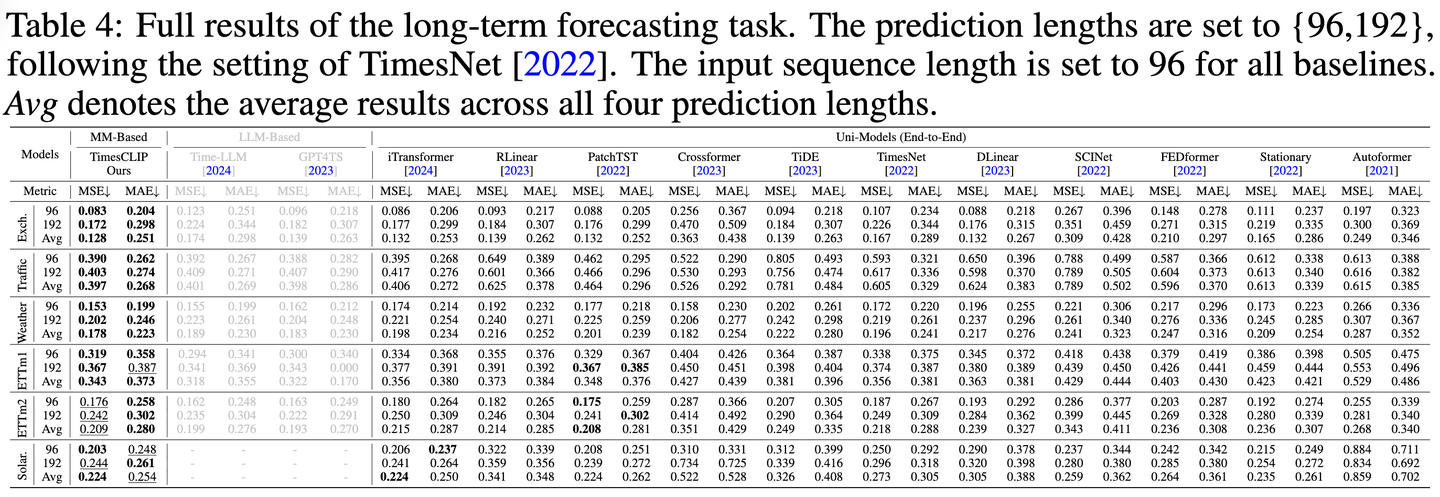 Table 4: Full results of the long-term forecasting task. The prediction lengths are set to {96,192},
following the setting of TimesNet [2022]. The input sequence length is set to 96 for all baselines.
Avg denotes the average results across all four prediction lengths.
MM-Based LLM-Based Uni-Models (End-to-End)
Models TimesCLIP Time-LLM GPT4TS iTransformer RLinear PatchTST Crossformer TiDE TimesNet DLinear SCINet FEDformer Stationary Autoformer
Ours [2024] [2023] [2024] [2023] [2022] [2023] [2023] [2022] [2023] [2022] [2022] [2022] [2021]
Metric MSE↓ MAE↓ MSE↓ MAE↓ MSE↓ MAE↓ MSE↓ MAE↓ MSE↓ MAE↓ MSE↓ MAE↓ MSE↓ MAE↓ MSE↓ MAE↓ MSE↓ MAE↓ MSE↓ MAE↓ MSE↓ MAE↓ MSE↓ MAE↓ MSE↓ MAE↓ MSE↓ MAE↓
Exch.
96 0.083 0.204 0.123 0.251 0.096 0.218 0.086 0.206 0.093 0.217 0.088 0.205 0.256 0.367 0.094 0.218 0.107 0.234 0.088 0.218 0.267 0.396 0.148 0.278 0.111 0.237 0.197 0.323
192 0.172 0.298 0.224 0.344 0.182 0.307 0.177 0.299 0.184 0.307 0.176 0.299 0.470 0.509 0.184 0.307 0.226 0.344 0.176 0.315 0.351 0.459 0.271 0.315 0.219 0.335 0.300 0.369
Avg 0.128 0.251 0.174 0.298 0.139 0.263 0.132 0.253 0.139 0.262 0.132 0.252 0.363 0.438 0.139 0.263 0.167 0.289 0.132 0.267 0.309 0.428 0.210 0.297 0.165 0.286 0.249 0.346
Traffic
96 0.390 0.262 0.392 0.267 0.388 0.282 0.395 0.268 0.649 0.389 0.462 0.295 0.522 0.290 0.805 0.493 0.593 0.321 0.650 0.396 0.788 0.499 0.587 0.366 0.612 0.338 0.613 0.388
192 0.403 0.274 0.409 0.271 0.407 0.290 0.417 0.276 0.601 0.366 0.466 0.296 0.530 0.293 0.756 0.474 0.617 0.336 0.598 0.370 0.789 0.505 0.604 0.373 0.613 0.340 0.616 0.382
Avg 0.397 0.268 0.401 0.269 0.398 0.286 0.406 0.272 0.625 0.378 0.464 0.296 0.526 0.292 0.781 0.484 0.605 0.329 0.624 0.383 0.789 0.502 0.596 0.370 0.613 0.339 0.615 0.385
Weather
96 0.153 0.199 0.155 0.199 0.162 0.212 0.174 0.214 0.192 0.232 0.177 0.218 0.158 0.230 0.202 0.261 0.172 0.220 0.196 0.255 0.221 0.306 0.217 0.296 0.173 0.223 0.266 0.336
192 0.202 0.246 0.223 0.261 0.204 0.248 0.221 0.254 0.240 0.271 0.225 0.259 0.206 0.277 0.242 0.298 0.219 0.261 0.237 0.296 0.261 0.340 0.276 0.336 0.245 0.285 0.307 0.367
Avg 0.178 0.223 0.189 0.230 0.183 0.230 0.198 0.234 0.216 0.252 0.201 0.239 0.182 0.254 0.222 0.280 0.196 0.241 0.217 0.276 0.241 0.323 0.247 0.316 0.209 0.254 0.287 0.352
ETTm1
96 0.319 0.358 0.294 0.341 0.300 0.340 0.334 0.368 0.355 0.376 0.329 0.367 0.404 0.426 0.364 0.387 0.338 0.375 0.345 0.372 0.418 0.438 0.379 0.419 0.386 0.398 0.505 0.475
192 0.367 0.387 0.341 0.369 0.343 0.000 0.377 0.391 0.391 0.392 0.367 0.385 0.450 0.451 0.398 0.404 0.374 0.387 0.380 0.389 0.439 0.450 0.426 0.441 0.459 0.444 0.553 0.496
Avg 0.343 0.373 0.318 0.355 0.322 0.170 0.356 0.380 0.373 0.384 0.348 0.376 0.427 0.439 0.381 0.396 0.356 0.381 0.363 0.381 0.429 0.444 0.403 0.430 0.423 0.421 0.529 0.486
ETTm2
96 0.176 0.258 0.162 0.248 0.163 0.249 0.180 0.264 0.182 0.265 0.175 0.259 0.287 0.366 0.207 0.305 0.187 0.267 0.193 0.292 0.286 0.377 0.203 0.287 0.192 0.274 0.255 0.339
192 0.242 0.302 0.235 0.304 0.222 0.291 0.250 0.309 0.246 0.304 0.241 0.302 0.414 0.492 0.290 0.364 0.249 0.309 0.284 0.362 0.399 0.445 0.269 0.328 0.280 0.339 0.281 0.340
Avg 0.209 0.280 0.199 0.276 0.193 0.270 0.215 0.287 0.214 0.285 0.208 0.281 0.351 0.429 0.249 0.335 0.218 0.288 0.239 0.327 0.343 0.411 0.236 0.308 0.236 0.307 0.268 0.340
Solar.
96 0.203 0.248 - - - - 0.206 0.237 0.322 0.339 0.208 0.251 0.310 0.331 0.312 0.399 0.250 0.292 0.290 0.378 0.237 0.344 0.242 0.342 0.215 0.249 0.884 0.711
192 0.244 0.261 - - - - 0.241 0.264 0.359 0.356 0.239 0.272 0.734 0.725 0.339 0.416 0.296 0.318 0.320 0.398 0.280 0.380 0.285 0.380 0.254 0.272 0.834 0.692
Avg 0.224 0.254 - - - - 0.224 0.250 0.341 0.348 0.224 0.262 0.522 0.528 0.326 0.408 0.273 0.305 0.305 0.388 0.259 0.362 0.264 0.361 0.235 0.261 0.859 0.702